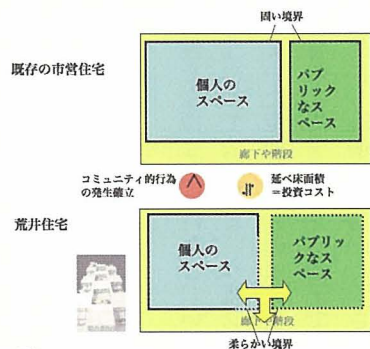 固い境界
既存の市営住宅
個人の
スペース
パブ
リック
なス
ペース
廊下や階段
コミュニティ的行為
の発生確立
延べ床面積
＝投資コスト
荒井住宅
個人の
スペース
パブリッ
クなス
ペース
廊下や階段
柔らかい境界